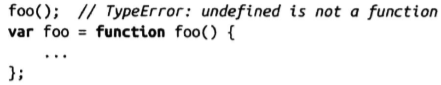 foo();  // TypeError: undefined is not a function
var foo = function foo() {
    ...
};